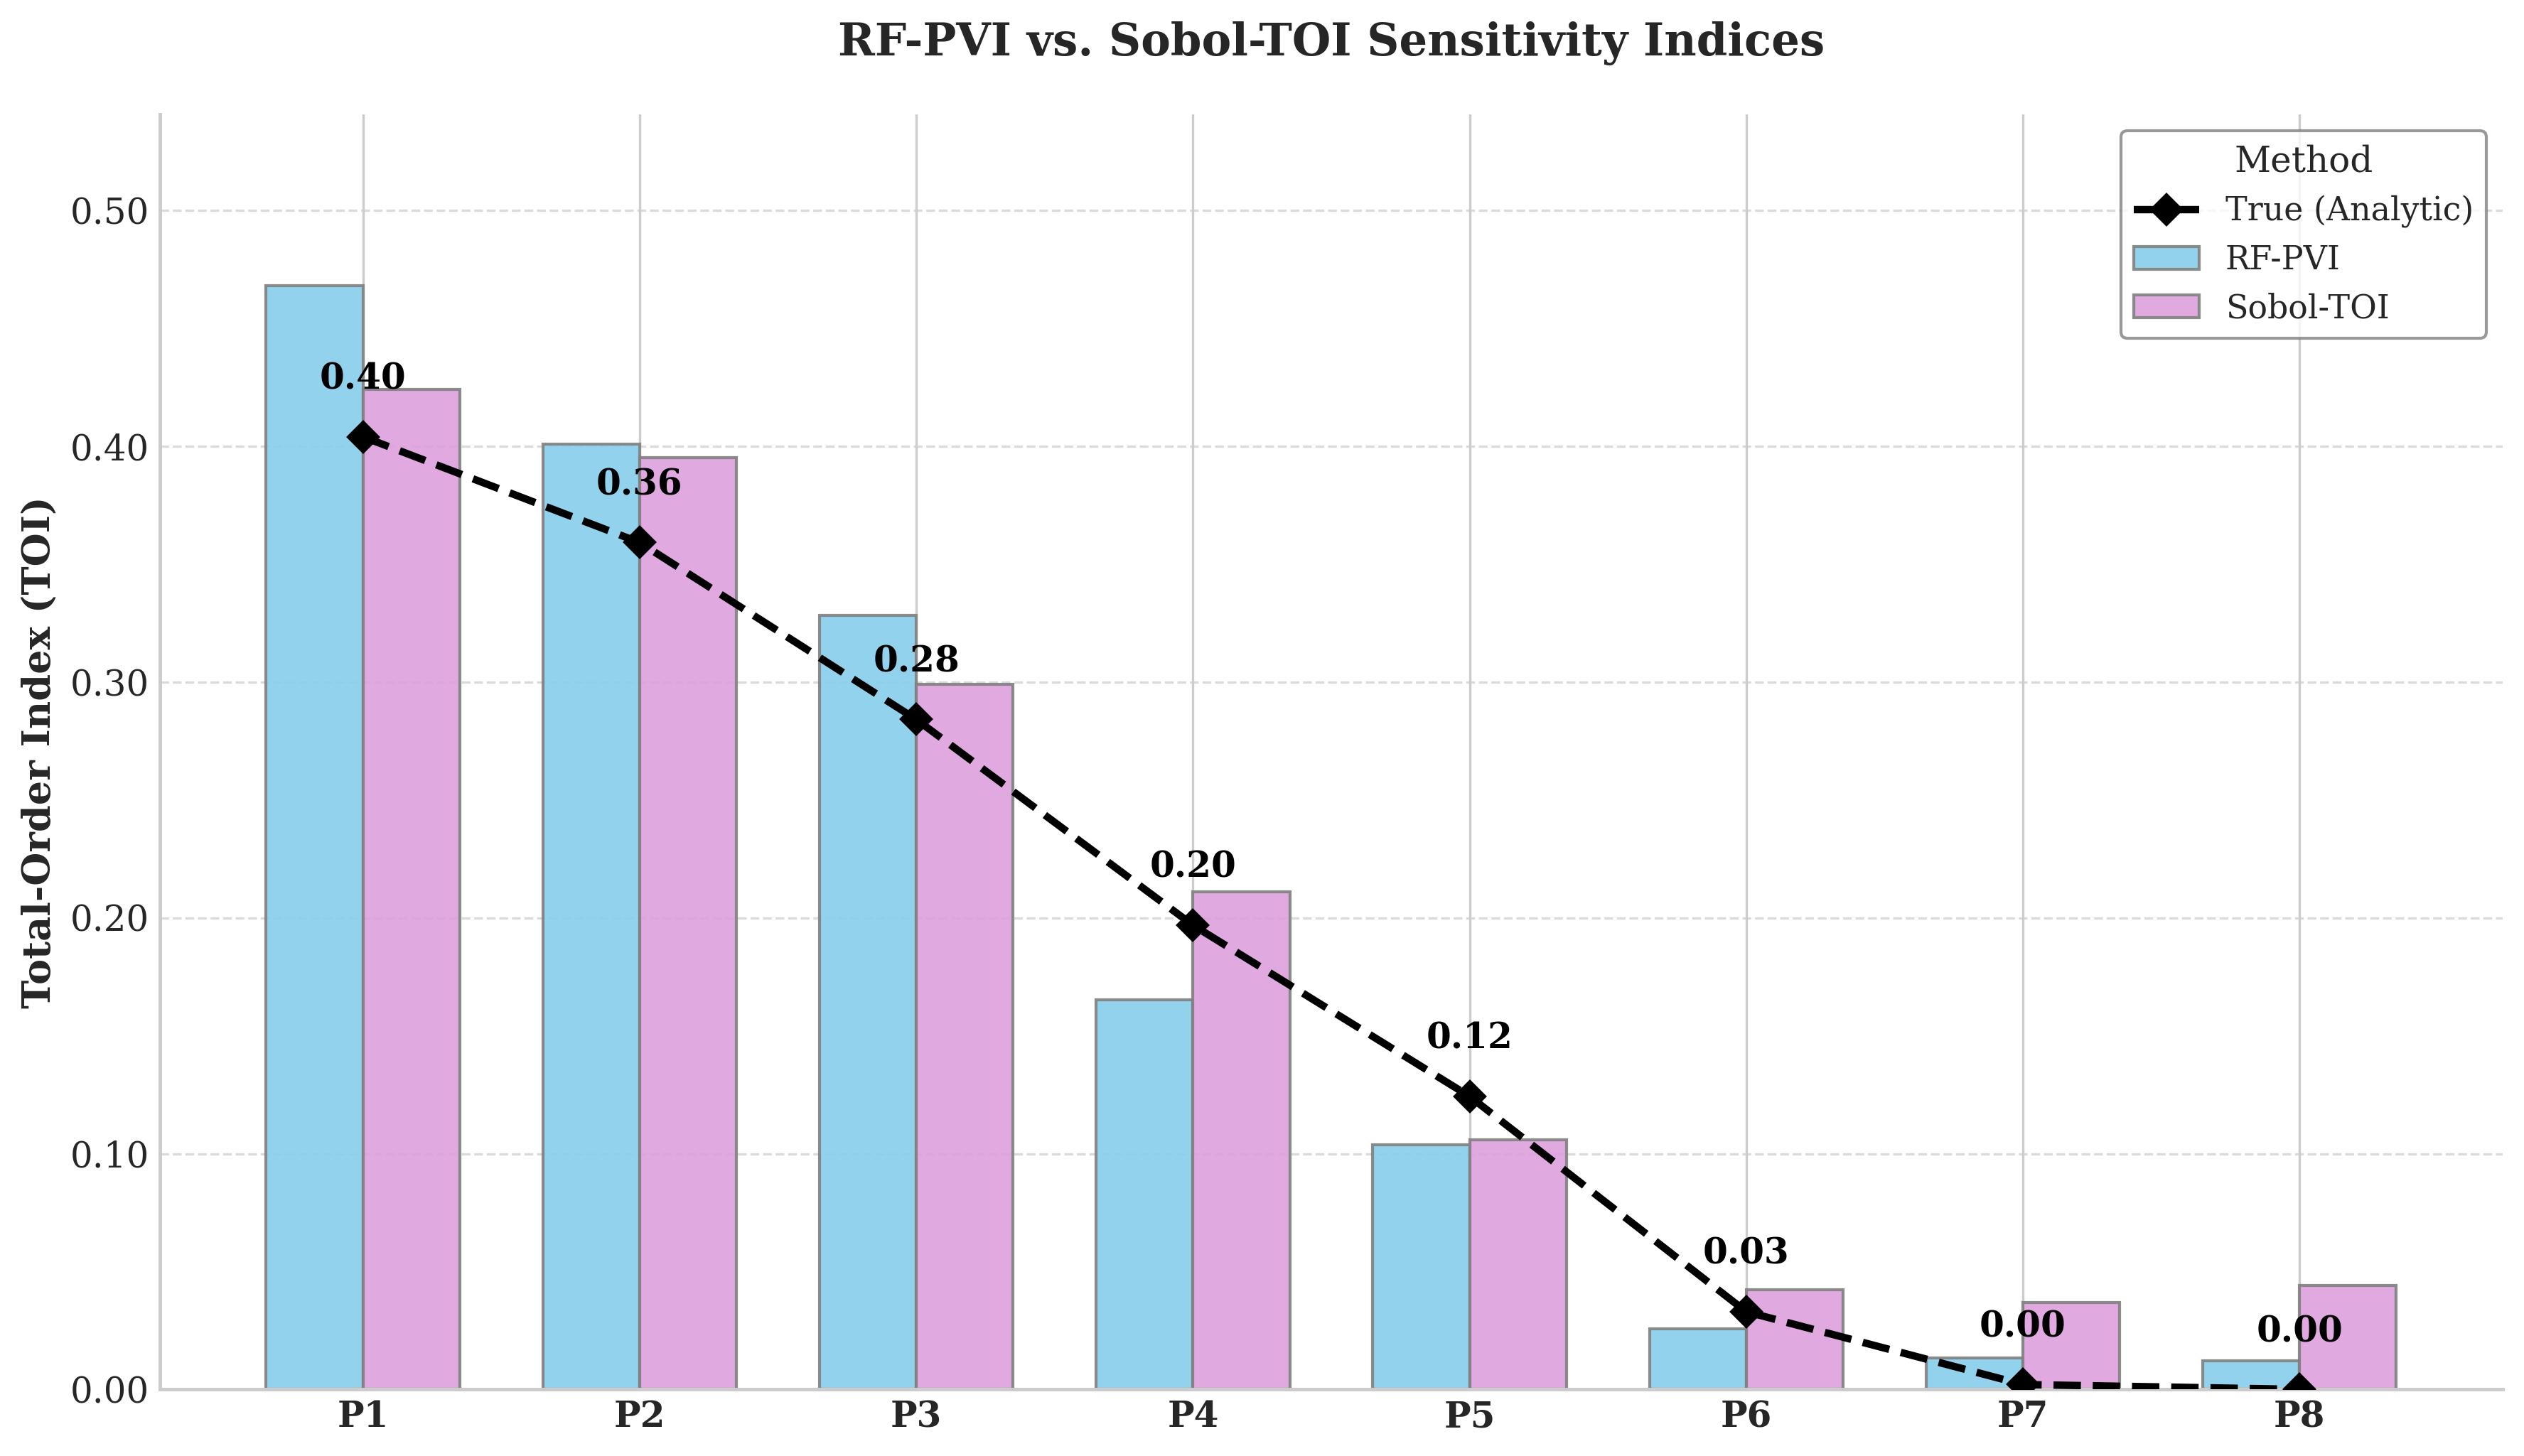 RF-PVI vs. Sobol-TOI Sensitivity Indices
Method
True (Analytic)
RF-PVI
Sobol-TOI
Total-Order Index (TOI)
0.50
0.40
0.30
0.20
0.10
0.00
0.40
0.36
0.28
0.20
0.12
0.03
0.00
0.00
P1 P2 P3 P4 P5 P6 P7 P8